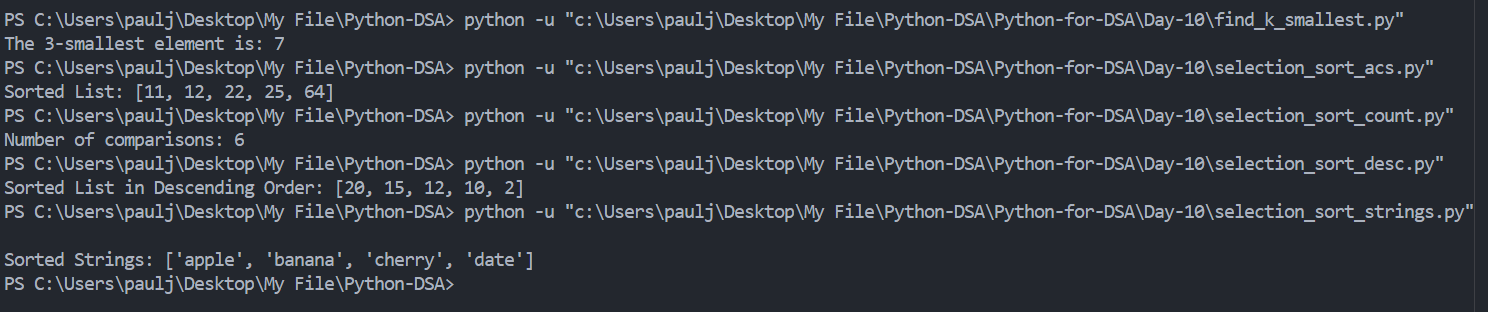 PS C:\Users\paulj\Desktop\My File\Python-DSA> python -u "c:\Users\paulj\Desktop\My File\Python-DSA\Python-for-DSA\Day-10\find_k_smallest.py"
The 3-smallest element is: 7
PS C:\Users\paulj\Desktop\My File\Python-DSA> python -u "c:\Users\paulj\Desktop\My File\Python-DSA\Python-for-DSA\Day-10\selection_sort_acs.py"
Sorted List: [11, 12, 22, 25, 64]
PS C:\Users\paulj\Desktop\My File\Python-DSA> python -u "c:\Users\paulj\Desktop\My File\Python-DSA\Python-for-DSA\Day-10\selection_sort_count.py"
Number of comparisons: 6
PS C:\Users\paulj\Desktop\My File\Python-DSA> python -u "c:\Users\paulj\Desktop\My File\Python-DSA\Python-for-DSA\Day-10\selection_sort_desc.py"
Sorted List in Descending Order: [20, 15, 12, 10, 2]
PS C:\Users\paulj\Desktop\My File\Python-DSA> python -u "c:\Users\paulj\Desktop\My File\Python-DSA\Python-for-DSA\Day-10\selection_sort_strings.py"
Sorted Strings: ['apple', 'banana', 'cherry', 'date']
PS C:\Users\paulj\Desktop\My File\Python-DSA>